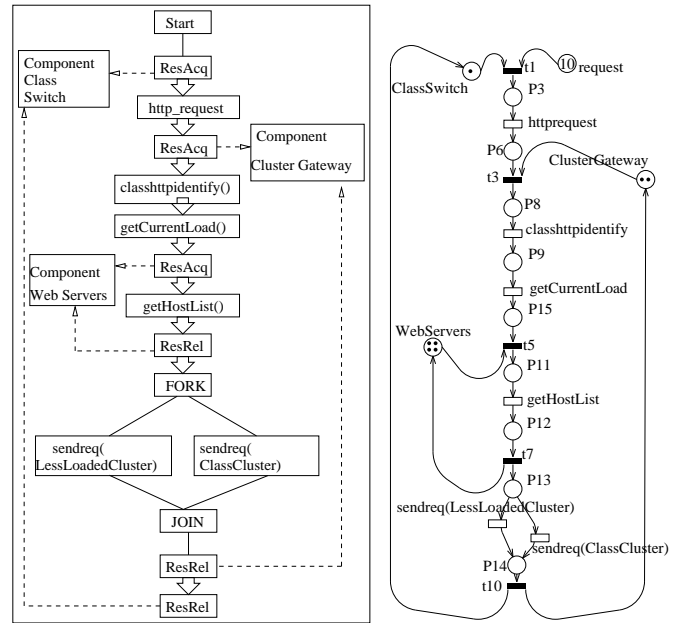 Start
Component
Class
Switch
ResAcq
http_request
ResAcq
Component
Cluster Gateway
classhttpidentify()
getCurrentLoad()
Component
Web Servers
ResAcq
getHostList()
ResRel
FORK
sendreq(
LessLoadedCluster)
sendreq(
ClassCluster)
JOIN
ResRel
ResRel
ClassSwitch
t1
10
request
P3
httprequest
P6
ClusterGateway
t3
P8
classhttpidentify
P9
getCurrentLoad
P15
WebServers
t5
P11
getHostList
P12
t7
P13
sendreq(LessLoadedCluster)
sendreq(ClassCluster)
P14
t10